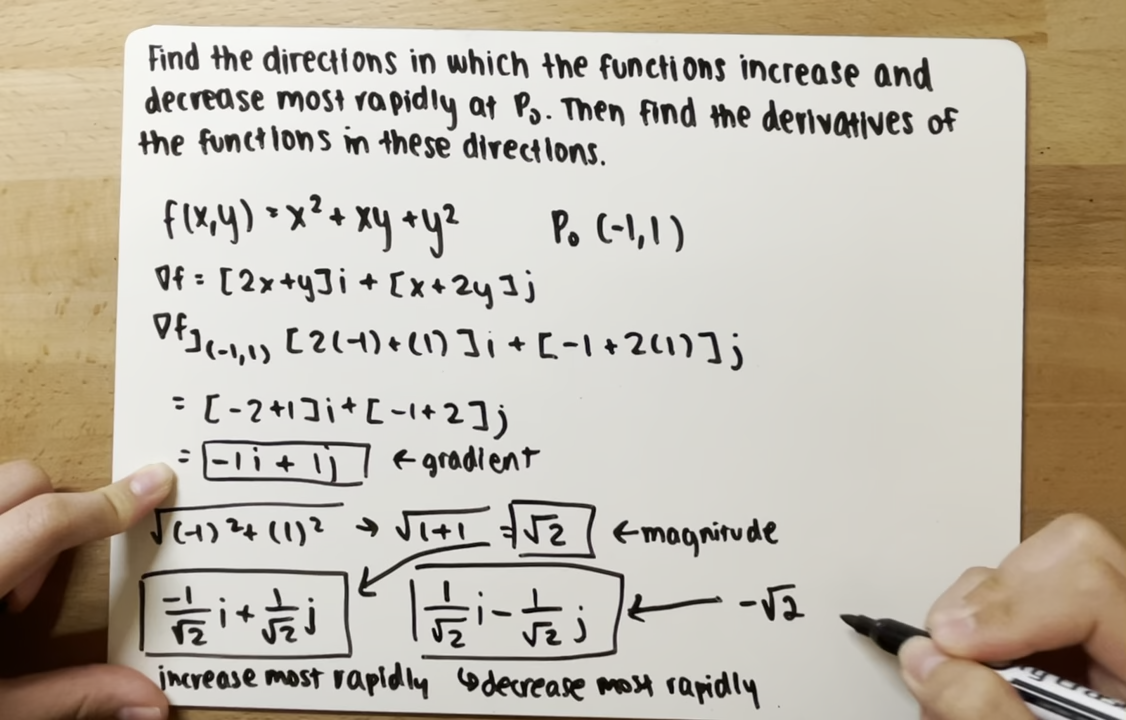 Find the directions in which the functions increase and
decrease most rapidly at P₀. Then find the derivatives of
the functions in these directions.
f(x,y) = x² + xy + y² P₀ (-1,1)
∇f = [2x+y]i + [x+2y]j
∇f](-1,1) [2(-1)+(1)]i + [-1+2(1)]j
= [-2+1]i + [-1+2]j
= -1i + 1j ← gradient
√(-1)²+(1)² → √1+1 = √2 ← magnitude
-1/√2 i + 1/√2 j 1/√2 i - 1/√2 j ← -√2
increase most rapidly ↳ decrease most rapidly